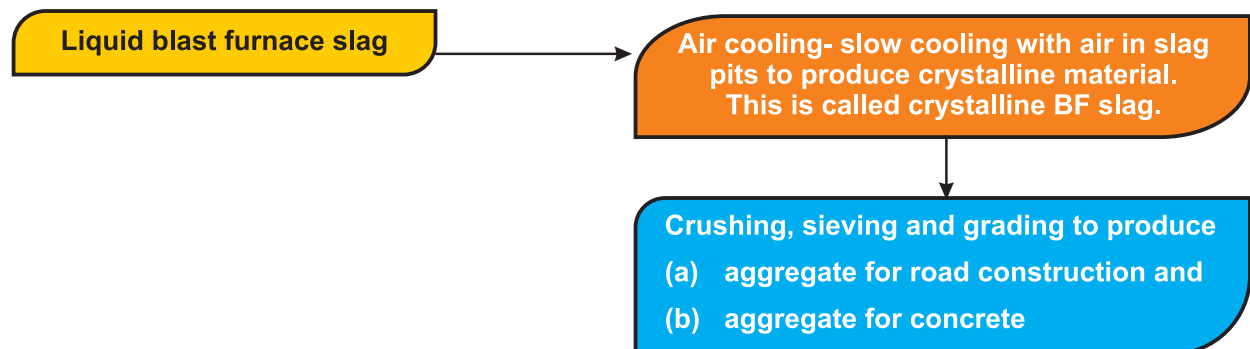 Liquid blast furnace slag
Air cooling- slow cooling with air in slag
pits to produce crystalline material.
This is called crystalline BF slag.
Crushing, sieving and grading to produce
(a) aggregate for road construction and
(b) aggregate for concrete